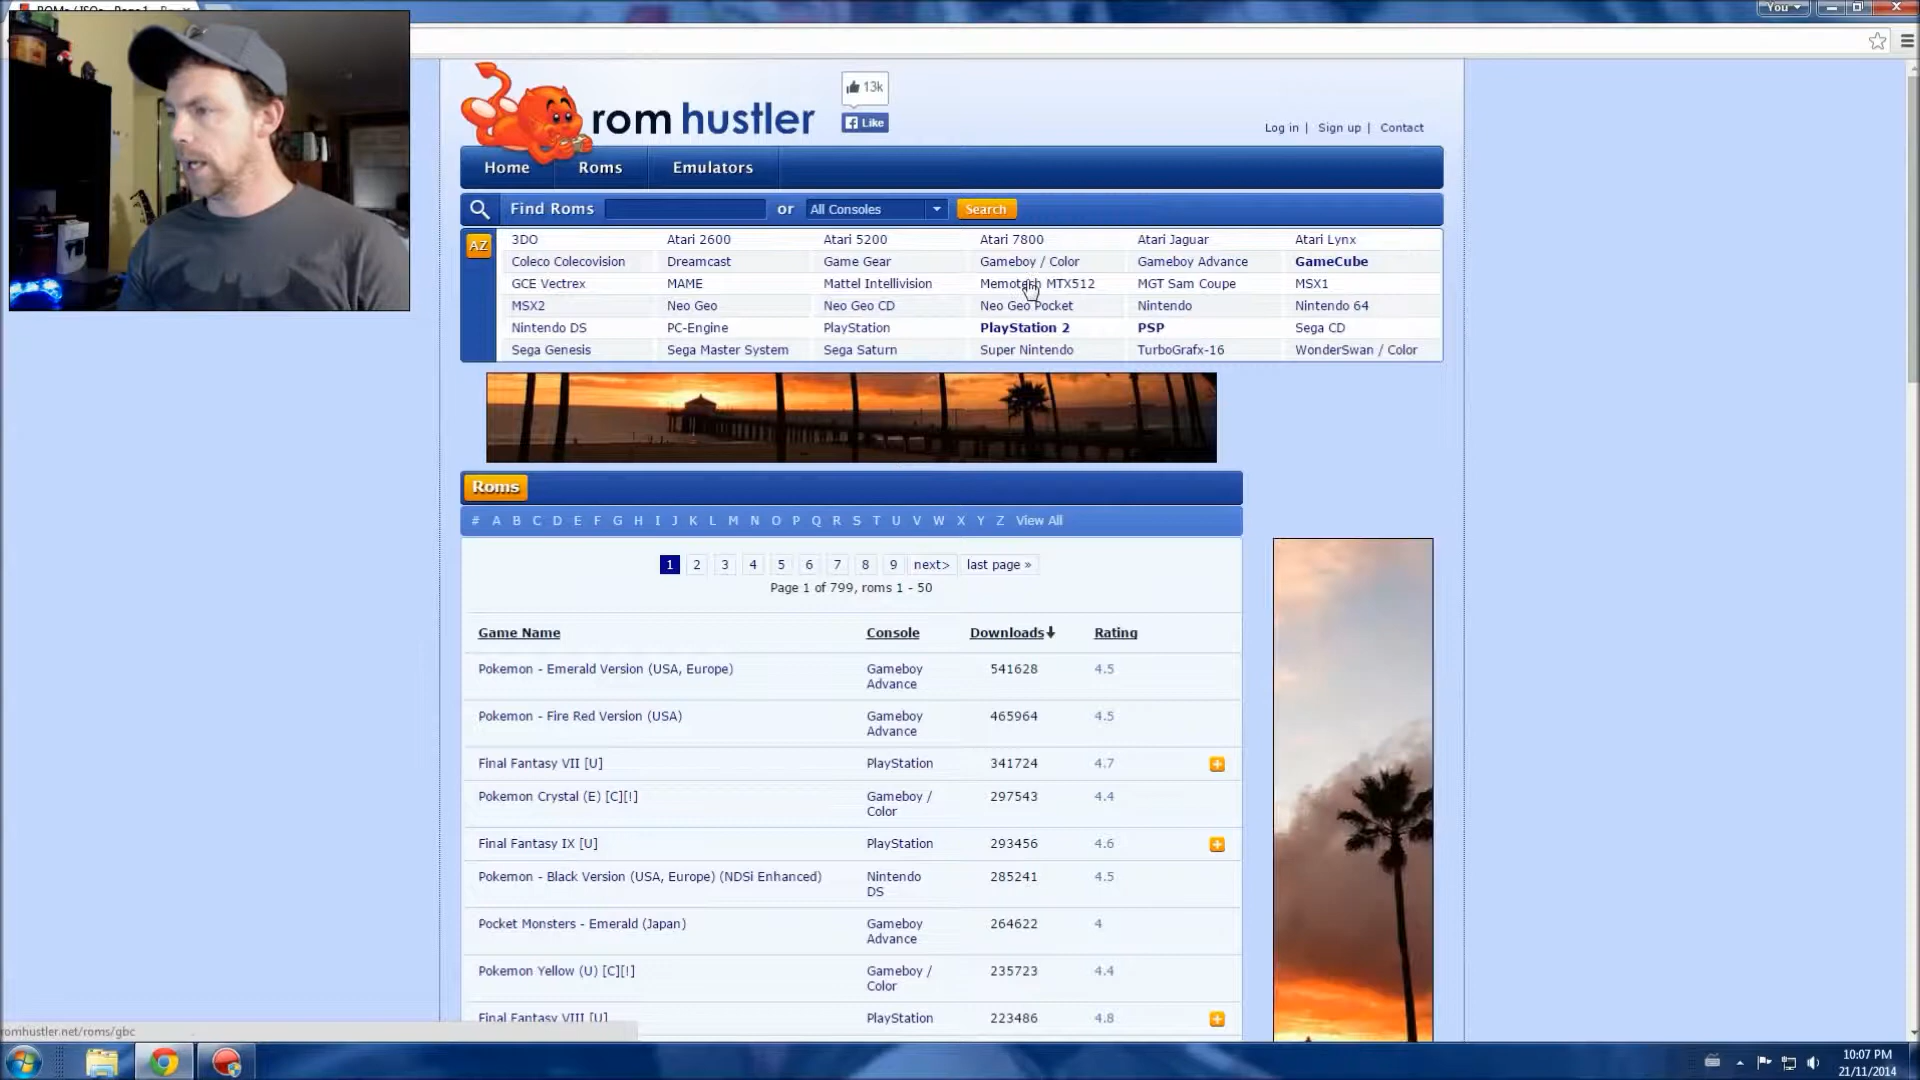 ROMs / ISOs - Page 1 - R
You
13k
rom hustler
Like
Log in | Sign up | Contact
Home Roms Emulators
Find Roms or All Consoles Search
AZ
3DO Atari 2600 Atari 5200 Atari 7800 Atari Jaguar Atari Lynx
Coleco Colecovision Dreamcast Game Gear Gameboy / Color Gameboy Advance GameCube
GCE Vectrex MAME Mattel Intellivision Memotech MTX512 MGT Sam Coupe MSX1
MSX2 Neo Geo Neo Geo CD Neo Geo Pocket Nintendo Nintendo 64
Nintendo DS PC-Engine PlayStation PlayStation 2 PSP Sega CD
Sega Genesis Sega Master System Sega Saturn Super Nintendo TurboGrafx-16 WonderSwan / Color
Roms
# A B C D E F G H I J K L M N O P Q R S T U V W X Y Z View All
1 2 3 4 5 6 7 8 9 next> last page »
Page 1 of 799, roms 1 - 50
Game Name Console Downloads Rating
Pokemon - Emerald Version (USA, Europe) Gameboy Advance 541628 4.5
Pokemon - Fire Red Version (USA) Gameboy Advance 465964 4.5
Final Fantasy VII [U] PlayStation 341724 4.7
Pokemon Crystal (E) [C][!] Gameboy / Color 297543 4.4
Final Fantasy IX [U] PlayStation 293456 4.6
Pokemon - Black Version (USA, Europe) (NDSi Enhanced) Nintendo DS 285241 4.5
Pocket Monsters - Emerald (Japan) Gameboy Advance 264622 4
Pokemon Yellow (U) [C][!] Gameboy / Color 235723 4.4
Final Fantasy VIII [U] PlayStation 223486 4.8
romhustler.net/roms/gbc
10:07 PM
21/11/2014